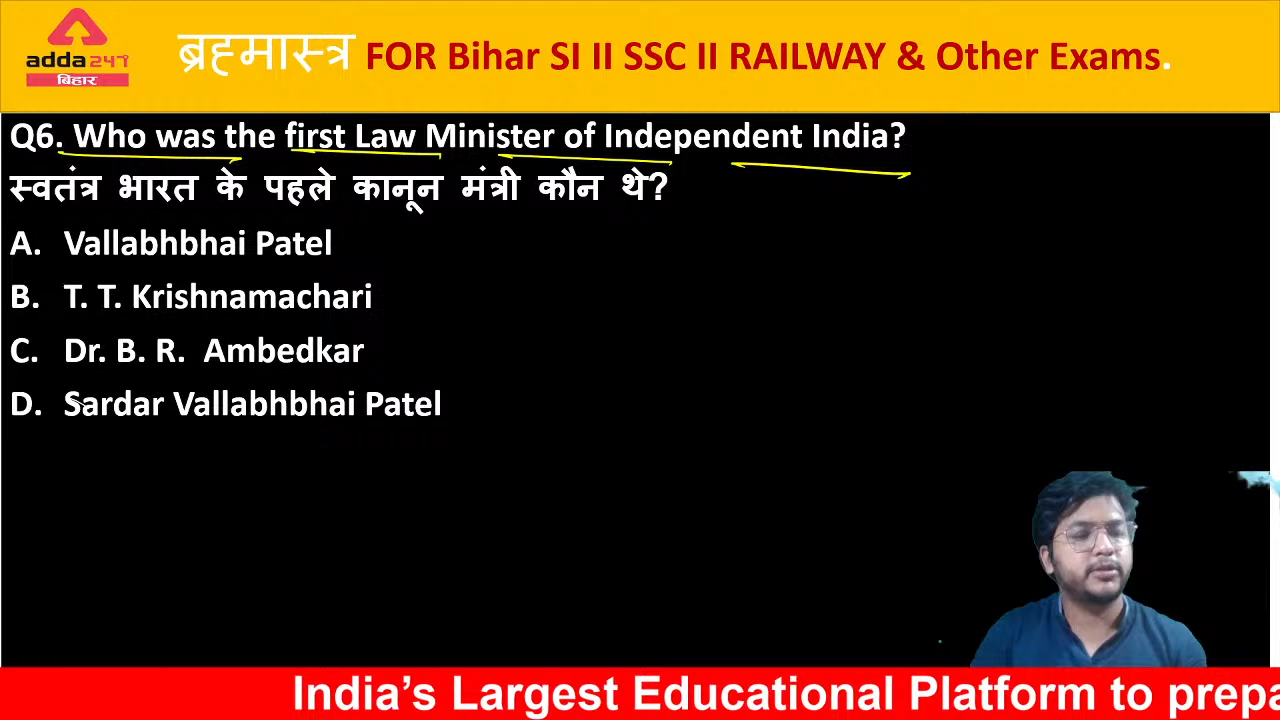 adda247
बिहार
ब्रह्मास्त्र FOR Bihar SI II SSC II RAILWAY & Other Exams.
Q6. Who was the first Law Minister of Independent India?
स्वतंत्र भारत के पहले कानून मंत्री कौन थे?
A. Vallabhbhai Patel
B. T. T. Krishnamachari
C. Dr. B. R. Ambedkar
D. Sardar Vallabhbhai Patel
India's Largest Educational Platform to prepa